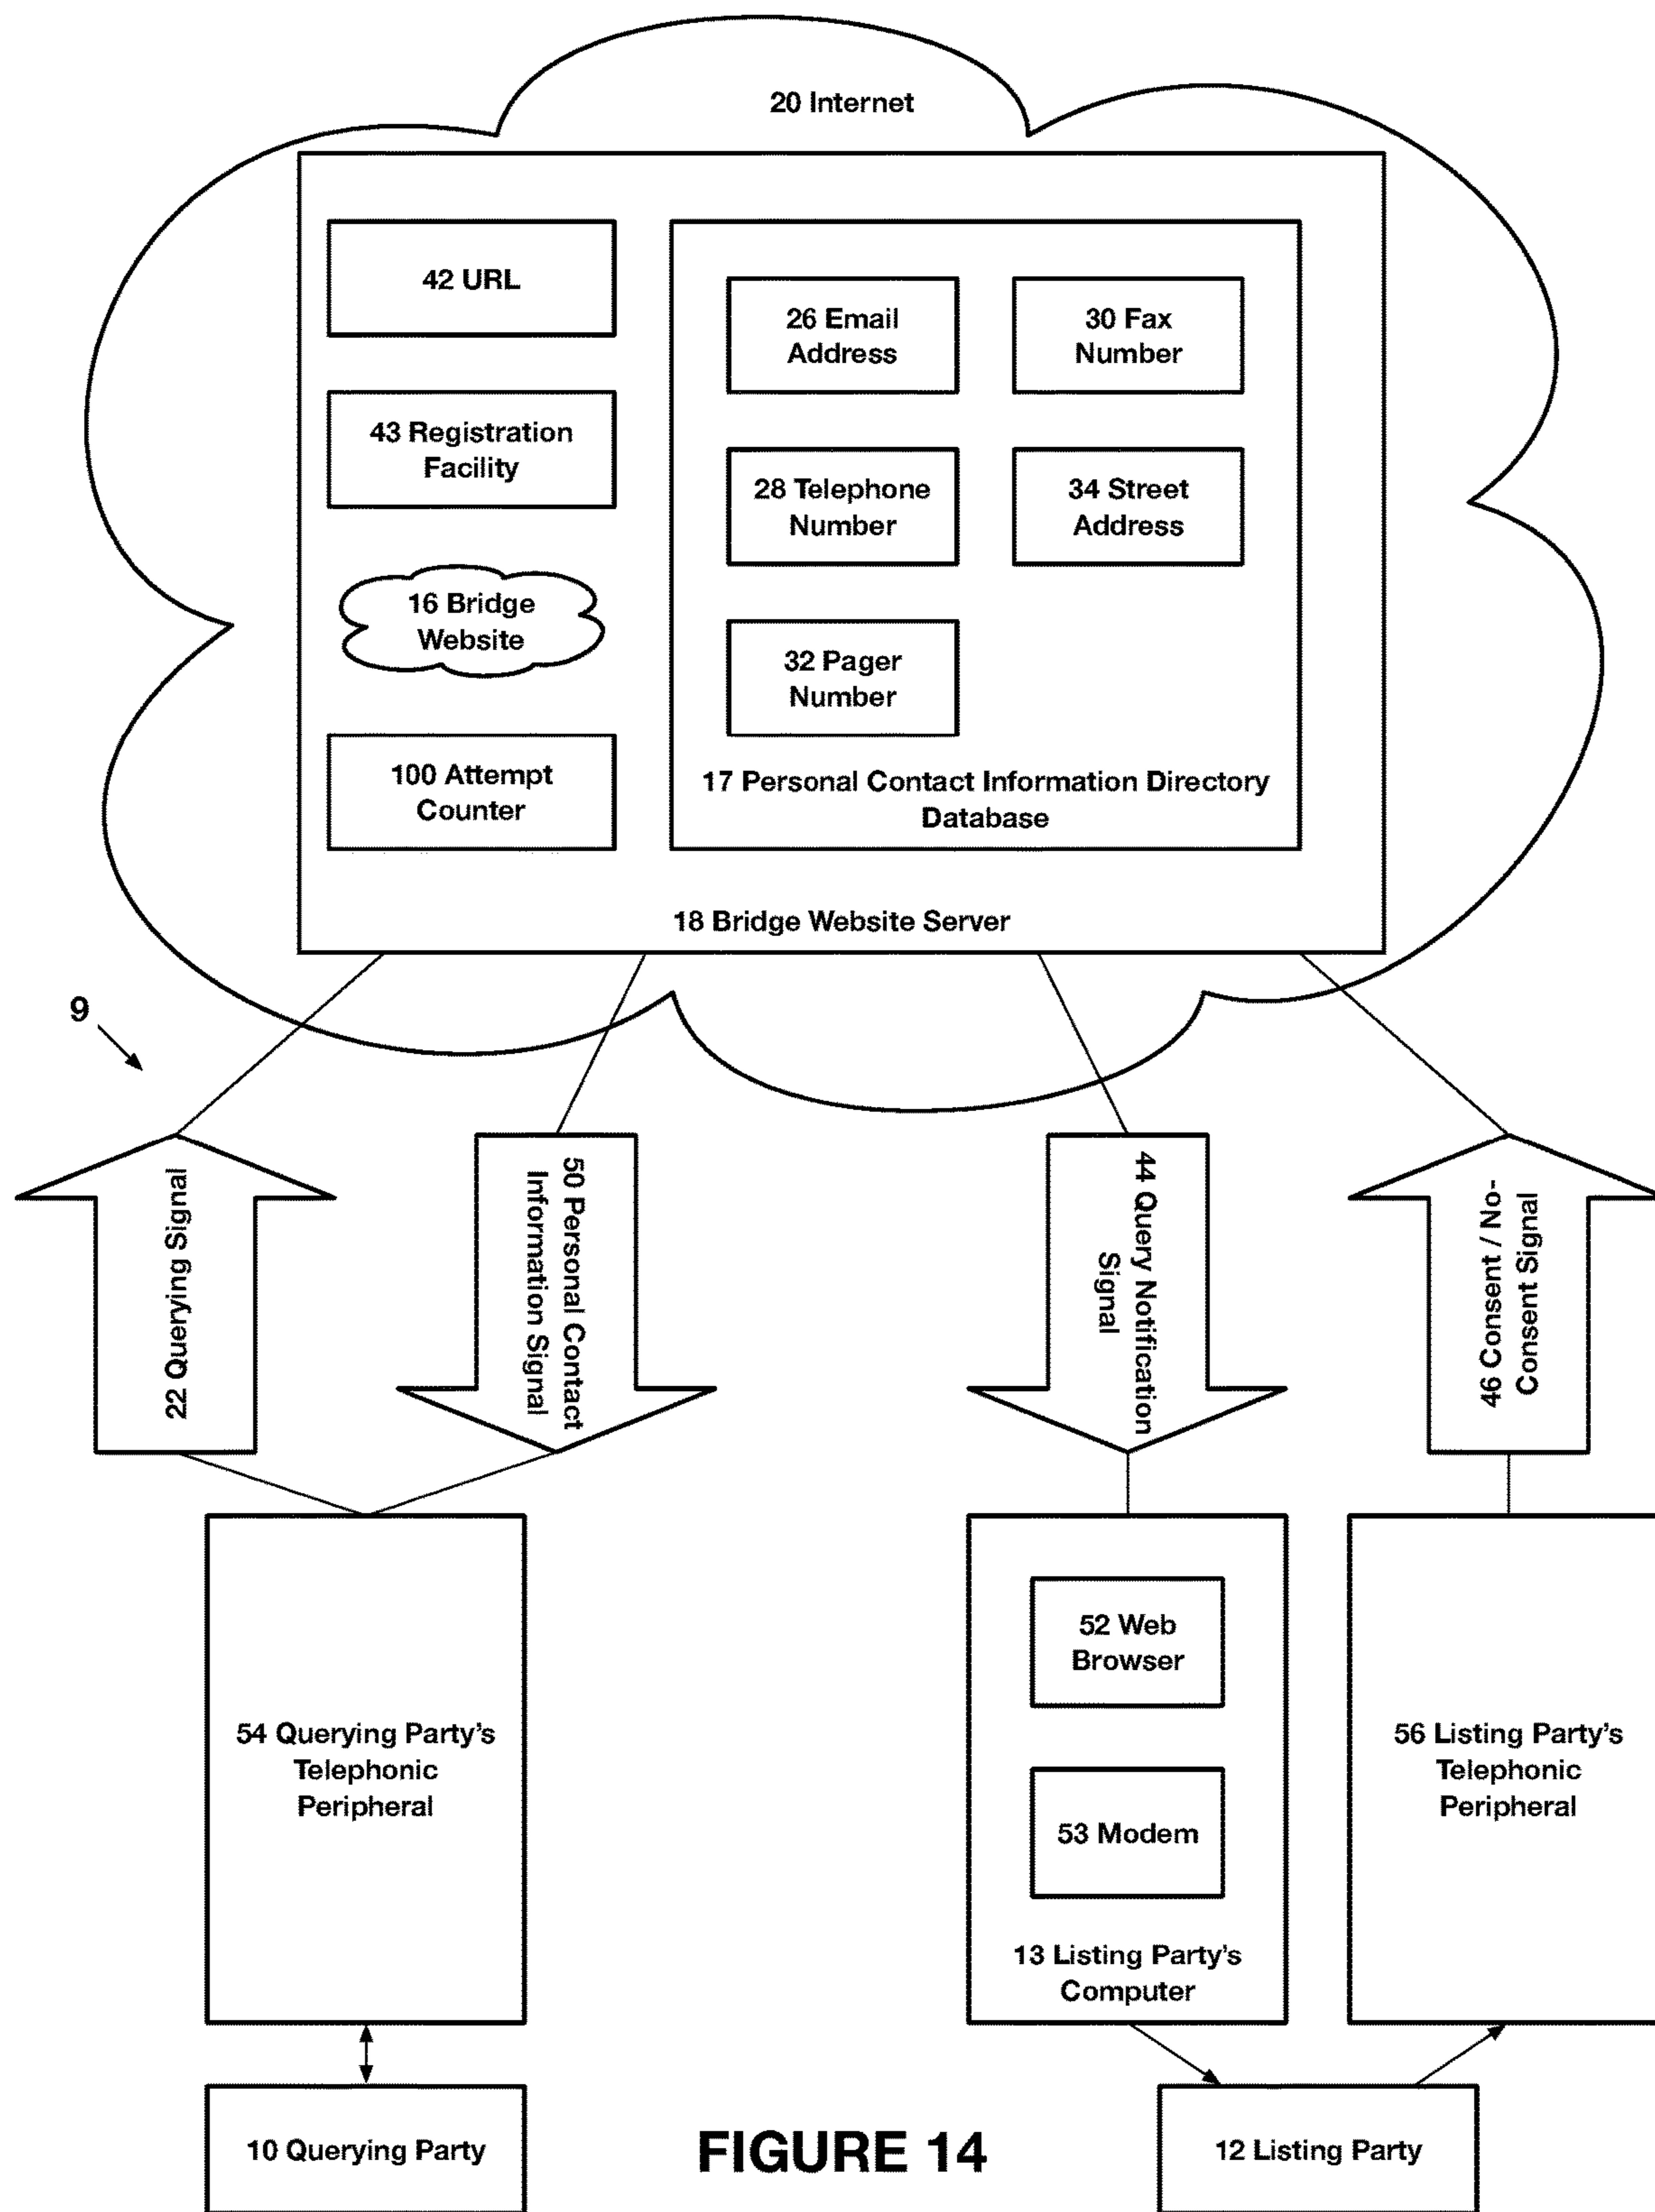 20 Internet
42 URL
43 Registration
Facility
16 Bridge
Website
100 Attempt
Counter
26 Email
Address
30 Fax
Number
28 Telephone
Number
34 Street
Address
32 Pager
Number
17 Personal Contact Information Directory
Database
18 Bridge Website Server
9
22 Querying Signal
50 Personal Contact
Information Signal
44 Query Notification
Signal
46 Consent / No-
Consent Signal
54 Querying Party's
Telephonic
Peripheral
52 Web
Browser
53 Modem
13 Listing Party's
Computer
56 Listing Party's
Telephonic
Peripheral
10 Querying Party
12 Listing Party
FIGURE 14